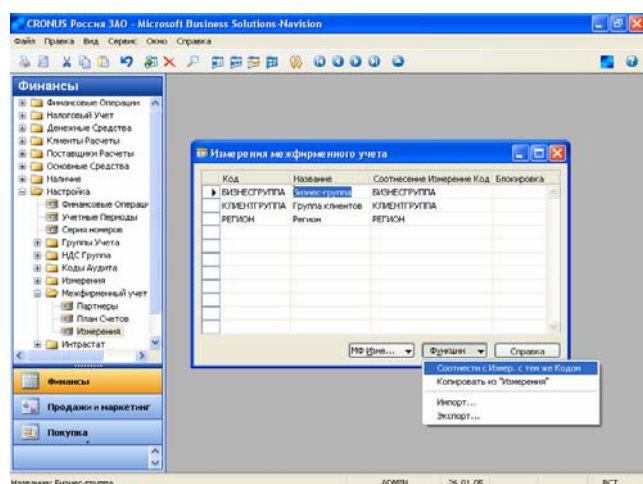 CRONUS Россия ЗАО - Microsoft Business Solutions-Navision
Файл Правка Вид Сервис Окно Справка
Финансы
Финансовые Операции
Налоговый Учет
Денежные Средства
Клиенты Расчеты
Поставщики Расчеты
Основные Средства
Наличие
Настройка
Финансовые Операци
Учетные Периоды
Серия номеров
Группы Учета
НДС Группа
Коды Аудита
Измерения
Межфирменный учет
Партнеры
План Счетов
Измерения
Интрастат
Финансы
Продажи и маркетинг
Покупка
Измерения межфирменного учета
Код Название Соотнесение Измерение Код Блокировка
БИЗНЕСГРУППА Бизнес-группа БИЗНЕСГРУППА
КЛИЕНТГРУППА Группа клиентов КЛИЕНТГРУППА
РЕГИОН Регион РЕГИОН
МФ Изме... Функции Справка
Соотнести с Измер. с тем же Кодом
Копировать из "Измерения"
Импорт...
Экспорт...
Название: Бизнес-группа ADMIN 26.01.05 ВСТ